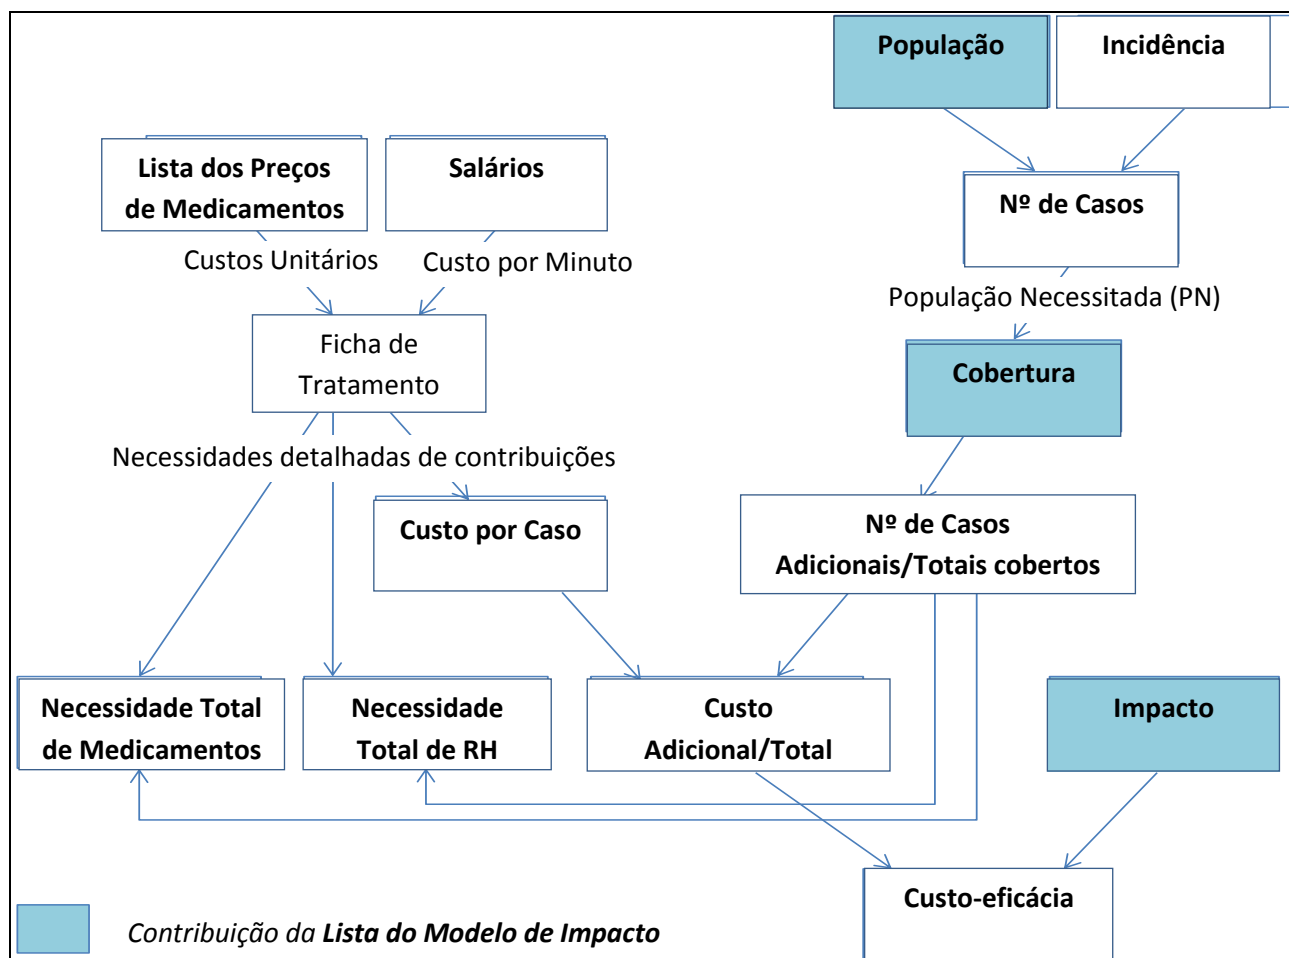 População
Incidência
Lista dos Preços
de Medicamentos
Salários
Nº de Casos
Custos Unitários
Custo por Minuto
População Necessitada (PN)
Ficha de
Tratamento
Cobertura
Necessidades detalhadas de contribuições
Custo por Caso
Nº de Casos
Adicionais/Totais cobertos
Necessidade Total
de Medicamentos
Necessidade
Total de RH
Custo
Adicional/Total
Impacto
Custo-eficácia
Contribuição da Lista do Modelo de Impacto